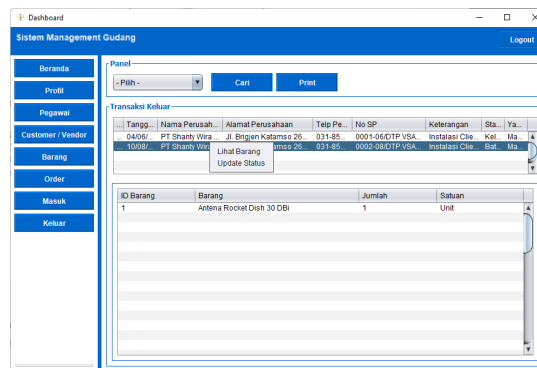 Dashboard
Sistem Management Gudang
Logout
Beranda
Profil
Pegawai
Customer / Vendor
Barang
Order
Masuk
Keluar
Panel
- Pilih -
Cari
Print
Transaksi Keluar
... Tangg... Nama Perusah... Alamat Perusahaan Telp Pe... No SP Keterangan Sta... Ya...
... 04/06/... PT Shanty Wira ... Jl. Brigjen Katamso 26... 031-85... 0001-06/DTP.VSA... Instalasi Clie... Kel... Ma...
... 10/08/... PT Shanty Wir... amso 26... 031-85... 0002-08/DTP.VSA... Instalasi Clie... Bat... Ma...
Lihat Barang
Update Status
ID Barang Barang Jumlah Satuan
1 Antena Rocket Dish 30 DBi 1 Unit